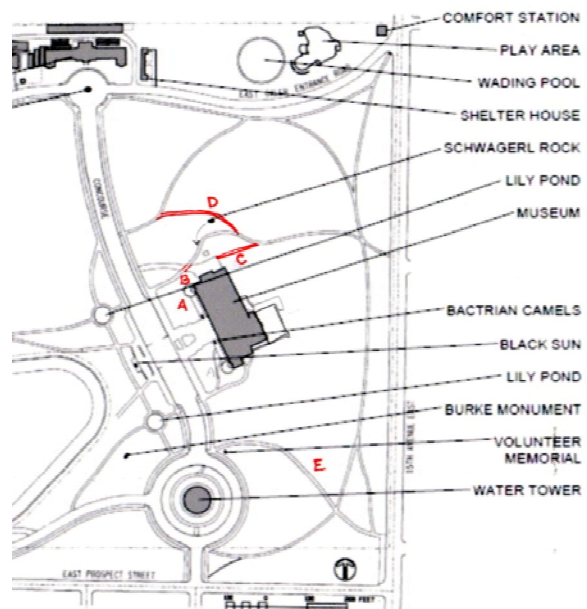 COMFORT STATION
PLAY AREA
WADING POOL
EAST DRIVE ENTRANCE ROAD
SHELTER HOUSE
SCHWAGERL ROCK
CONCOURSE
LILY POND
D
MUSEUM
C
B
A
BACTRIAN CAMELS
BLACK SUN
LILY POND
BURKE MONUMENT
VOLUNTEER
MEMORIAL
E
15TH AVENUE EAST
WATER TOWER
EAST PROSPECT STREET
FEET